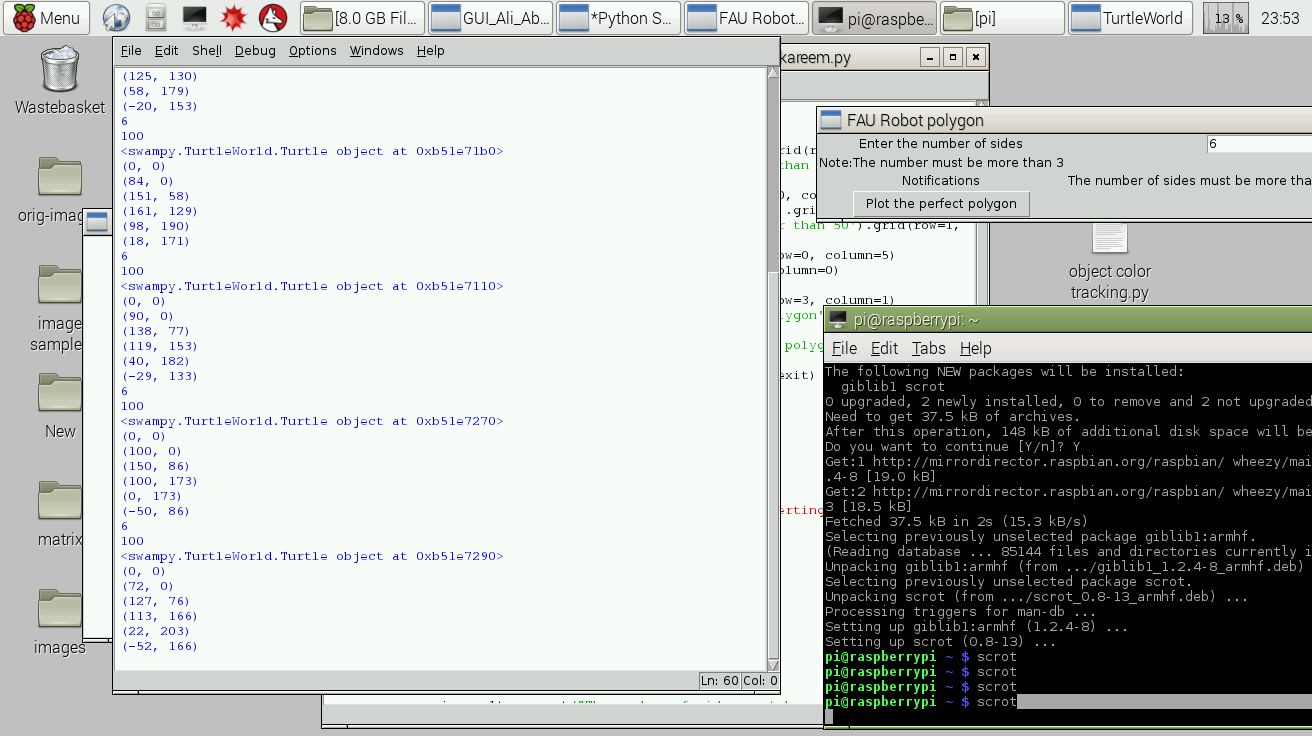 Menu
[8.0 GB Fil...
GUI_Ali_Ab...
*Python S...
FAU Robot...
pi@raspbe...
[pi]
TurtleWorld
13 %
23:53
Wastebasket
orig-imag
image
sample
New
matrix
images
File Edit Shell Debug Options Windows Help
(125, 130)
(58, 179)
(-20, 153)
6
100
<swampy.TurtleWorld.Turtle object at 0xb51e71b0>
(0, 0)
(84, 0)
(151, 58)
(161, 129)
(98, 190)
(18, 171)
6
100
<swampy.TurtleWorld.Turtle object at 0xb51e7110>
(0, 0)
(90, 0)
(138, 77)
(119, 153)
(40, 182)
(-29, 133)
6
100
<swampy.TurtleWorld.Turtle object at 0xb51e7270>
(0, 0)
(100, 0)
(150, 86)
(100, 173)
(0, 173)
(-50, 86)
6
100
<swampy.TurtleWorld.Turtle object at 0xb51e7290>
(0, 0)
(72, 0)
(127, 76)
(113, 166)
(22, 203)
(-52, 166)
Ln: 60 Col: 0
kareem.py
rid(r
than
0, co
.gri
r than 50').grid(row=1,
ow=0, column=5)
olumn=0)
ow=3, column=1)
lygon'
polyg
exit)
erting
FAU Robot polygon
Enter the number of sides
6
Note:The number must be more than 3
Notifications
The number of sides must be more tha
Plot the perfect polygon
object color
tracking.py
pi@raspberrypi: ~
File Edit Tabs Help
The following NEW packages will be installed:
giblib1 scrot
0 upgraded, 2 newly installed, 0 to remove and 2 not upgraded
Need to get 37.5 kB of archives.
After this operation, 148 kB of additional disk space will be
Do you want to continue [Y/n]? Y
Get:1 http://mirrordirector.raspbian.org/raspbian/ wheezy/mai
.4-8 [19.0 kB]
Get:2 http://mirrordirector.raspbian.org/raspbian/ wheezy/mai
3 [18.5 kB]
Fetched 37.5 kB in 2s (15.3 kB/s)
Selecting previously unselected package giblib1:armhf.
(Reading database ... 85144 files and directories currently i
Unpacking giblib1:armhf (from .../giblib1_1.2.4-8_armhf.deb)
Selecting previously unselected package scrot.
Unpacking scrot (from .../scrot_0.8-13_armhf.deb) ...
Processing triggers for man-db ...
Setting up giblib1:armhf (1.2.4-8) ...
Setting up scrot (0.8-13) ...
pi@raspberrypi ~ $ scrot
pi@raspberrypi ~ $ scrot
pi@raspberrypi ~ $ scrot
pi@raspberrypi ~ $ scrot